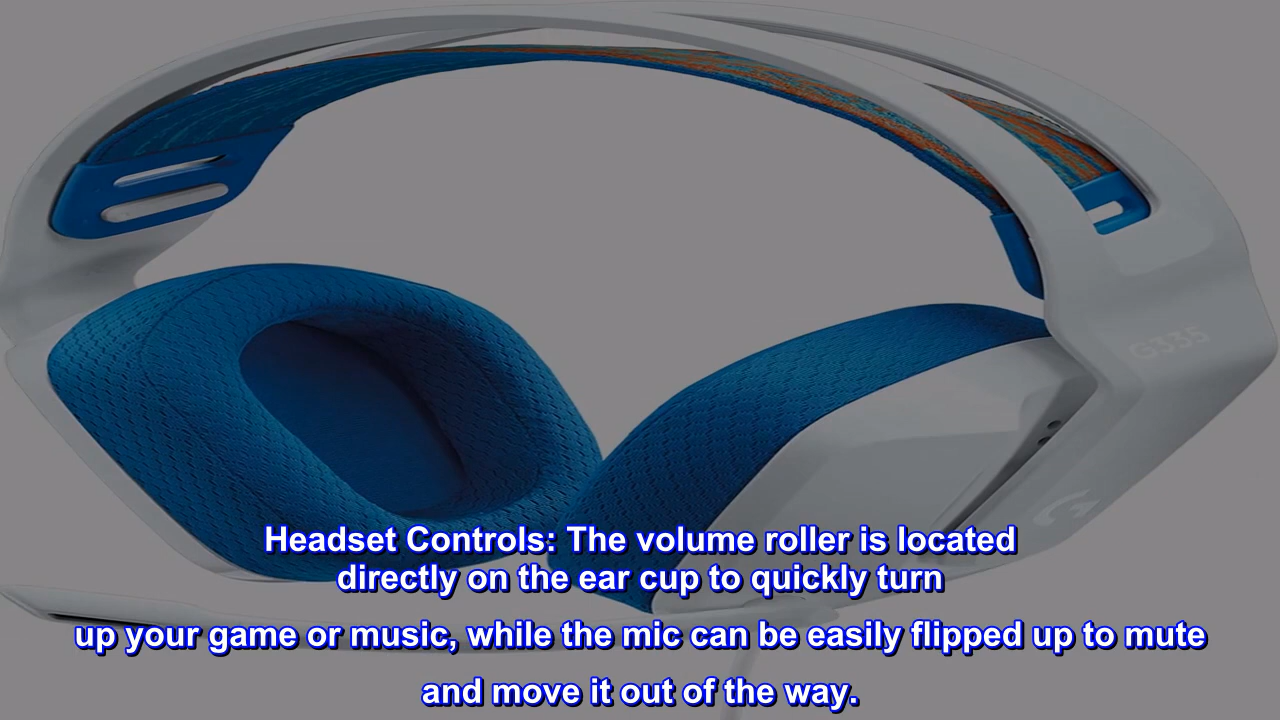 G335
Headset Controls: The volume roller is located
directly on the ear cup to quickly turn
up your game or music, while the mic can be easily flipped up to mute
and move it out of the way.